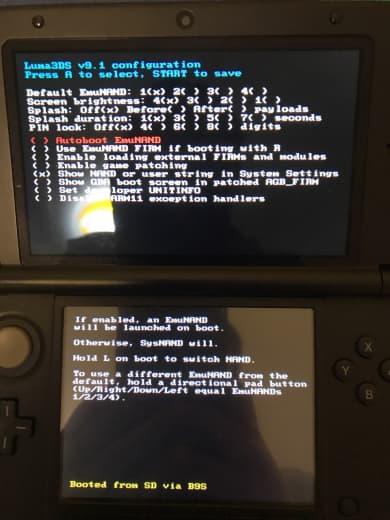 Luma3DS v9.1 configuration
Press A to select, START to save
Default EmuNAND: 1(x) 2( ) 3( ) 4( )
Screen brightness: 4(x) 3( ) 2( ) 1( )
Splash: Off(x) Before( ) After( ) payloads
Splash duration: 1(x) 3( ) 5( ) 7( ) seconds
PIN lock: Off(x) 4( ) 6( ) 8( ) digits
( ) Autoboot EmuNAND
( ) Use EmuNAND FIRM if booting with R
( ) Enable loading external FIRMs and modules
( ) Enable game patching
(x) Show NAND or user string in System Settings
( ) Show GBA boot screen in patched AGB_FIRM
( ) Set developer UNITINFO
( ) Disable ARM11 exception handlers
If enabled, an EmuNAND
will be launched on boot.
Otherwise, SysNAND will.
Hold L on boot to switch NAND.
To use a different EmuNAND from the
default, hold a directional pad button
(Up/Right/Down/Left equal EmuNANDs
1/2/3/4).
Booted from SD via B9S
X
Y
B